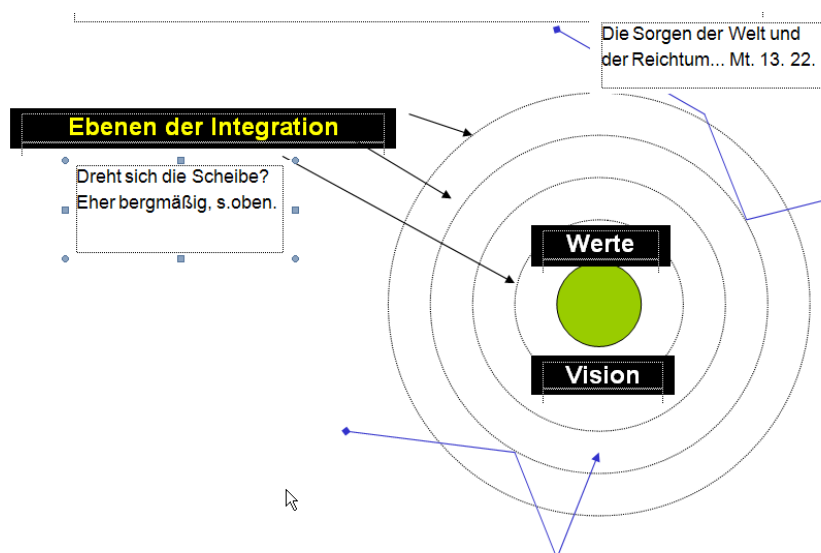 Die Sorgen der Welt und
der Reichtum... Mt. 13. 22.
Ebenen der Integration
Dreht sich die Scheibe?
Eher bergmäßig, s.oben.
Werte
Vision